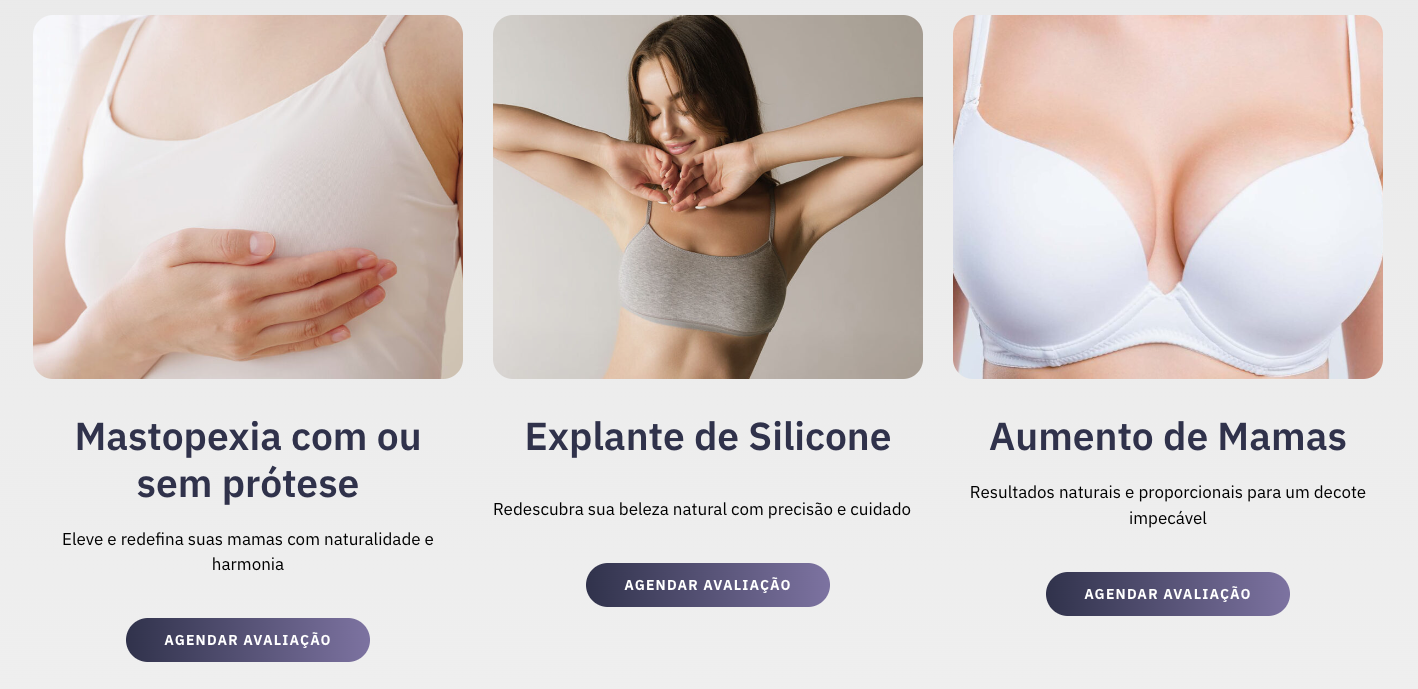 Mastopexia com ou
sem prótese
Eleve e redefina suas mamas com naturalidade e
harmonia
AGENDAR AVALIAÇÃO
Explante de Silicone
Redescubra sua beleza natural com precisão e cuidado
AGENDAR AVALIAÇÃO
Aumento de Mamas
Resultados naturais e proporcionais para um decote
impecável
AGENDAR AVALIAÇÃO